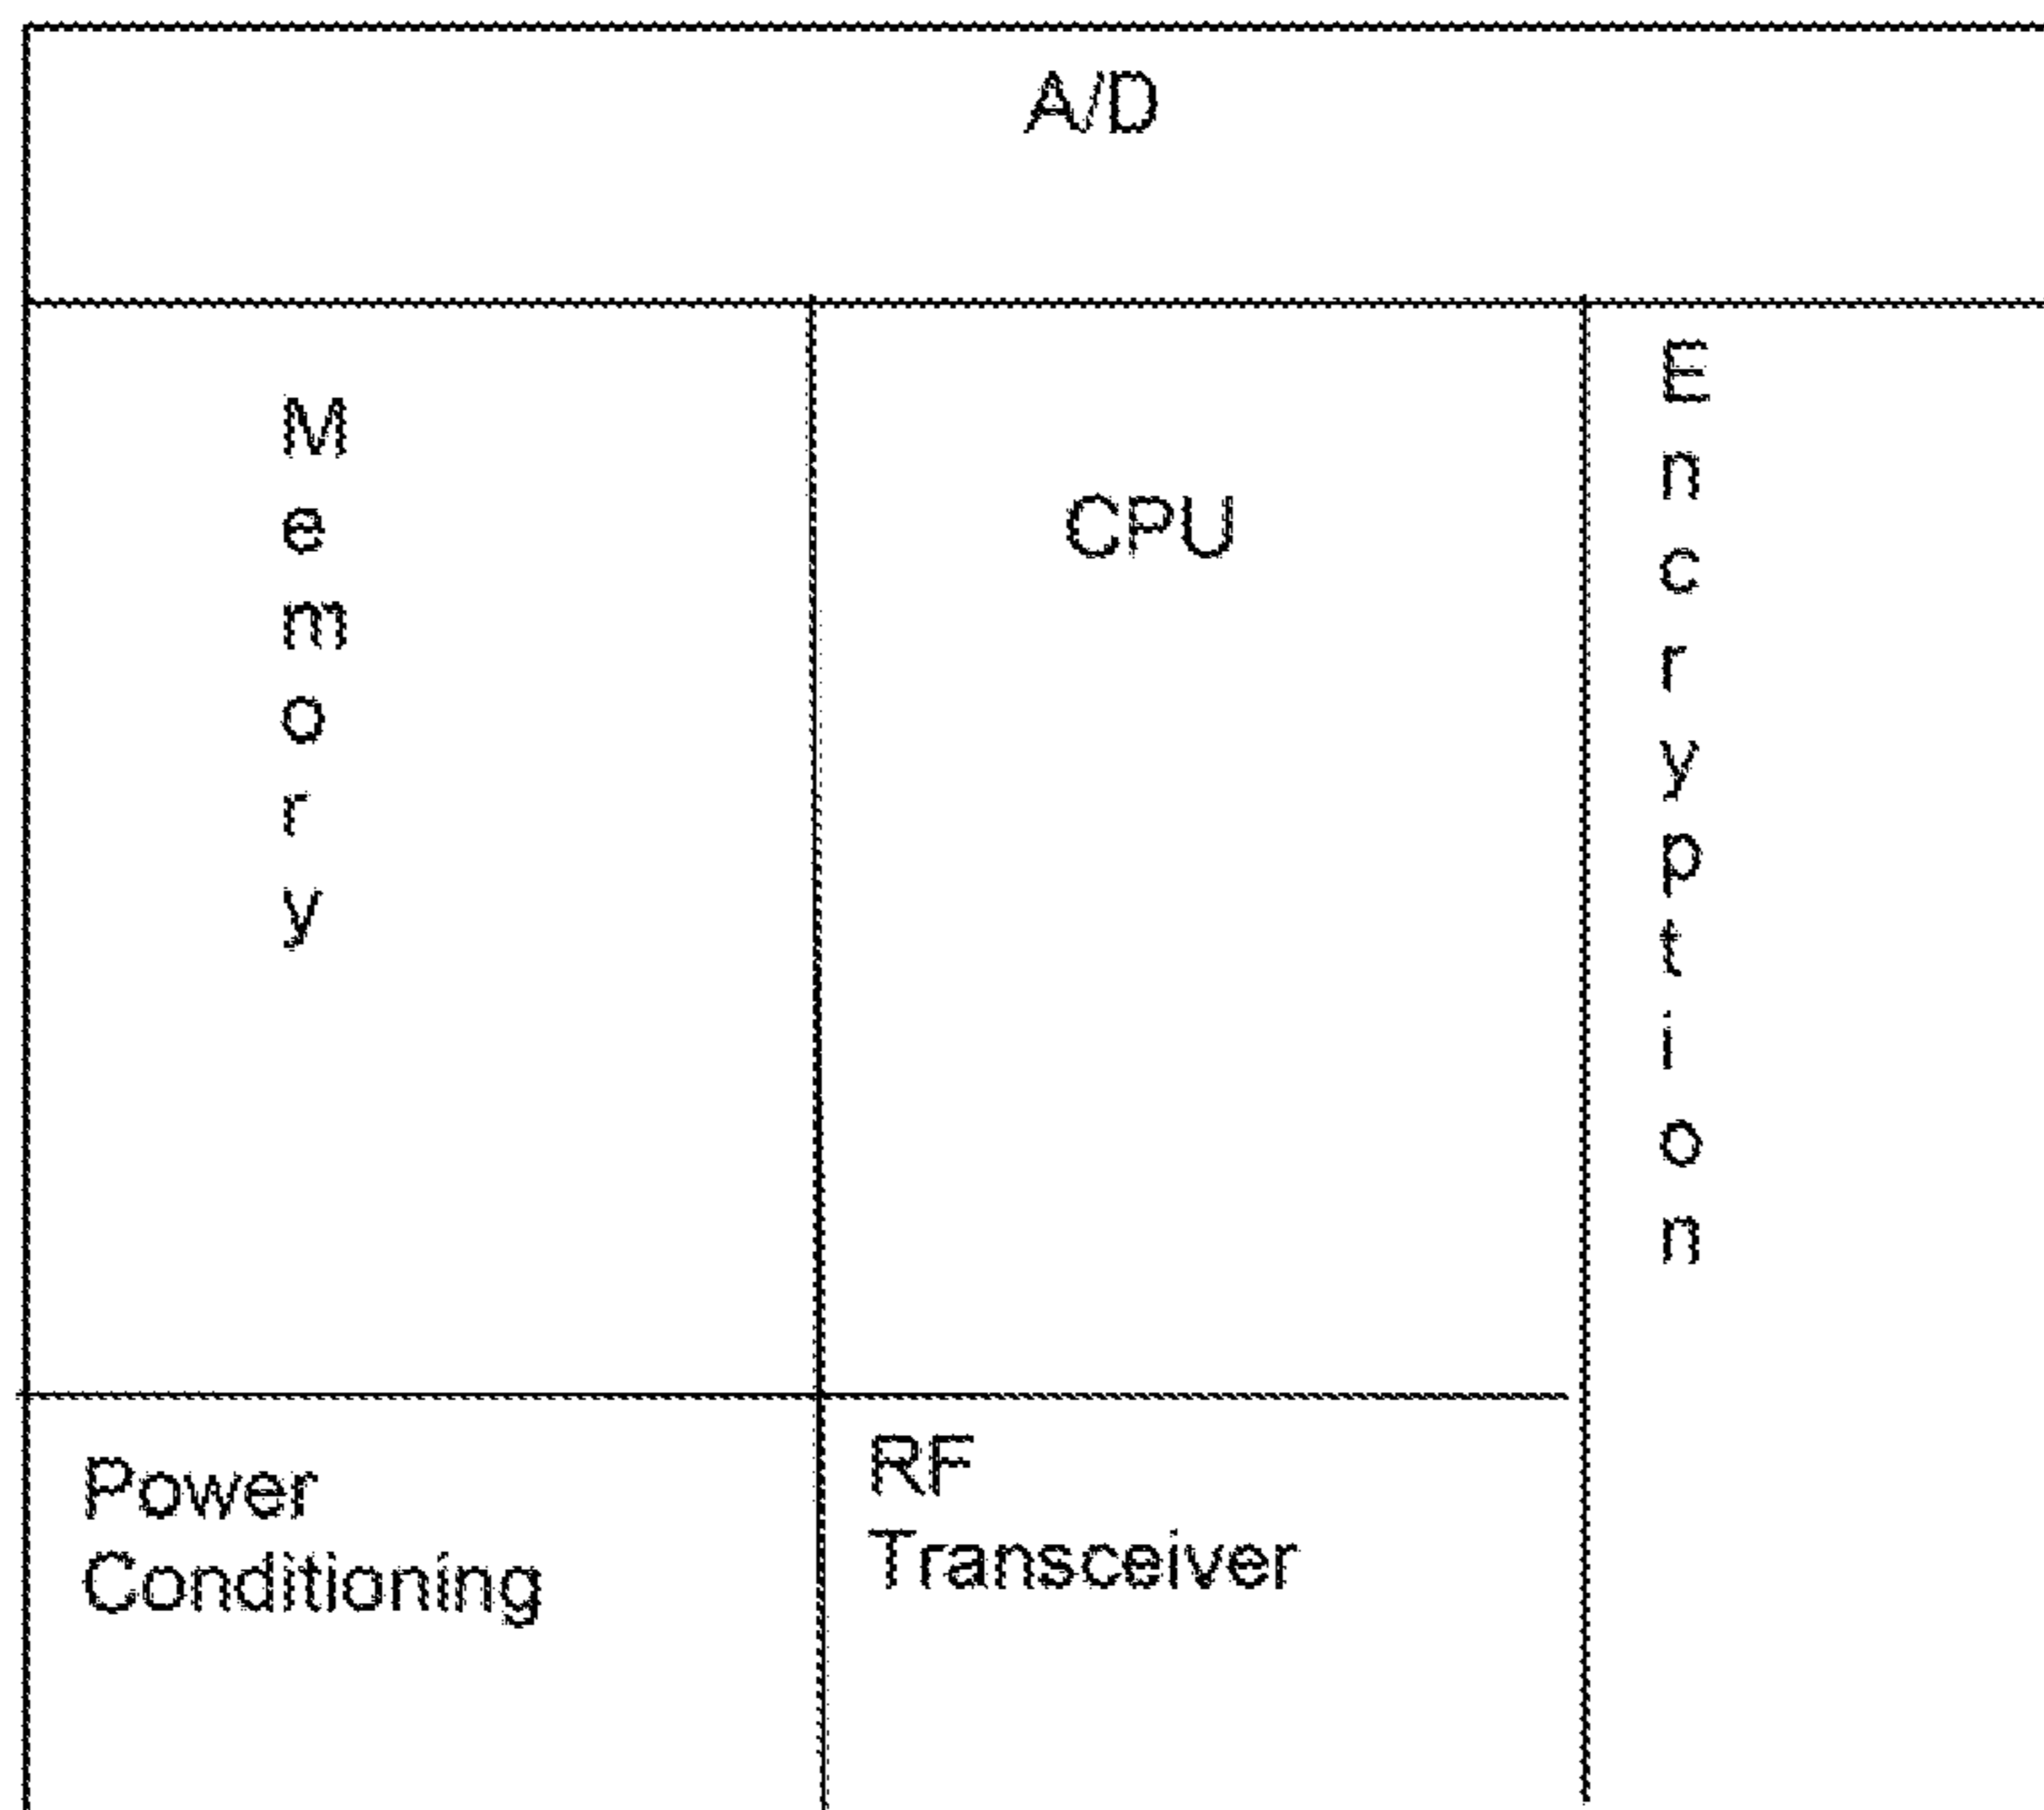 A/D
Memory
CPU
Encryption
Power
Conditioning
RF
Transceiver